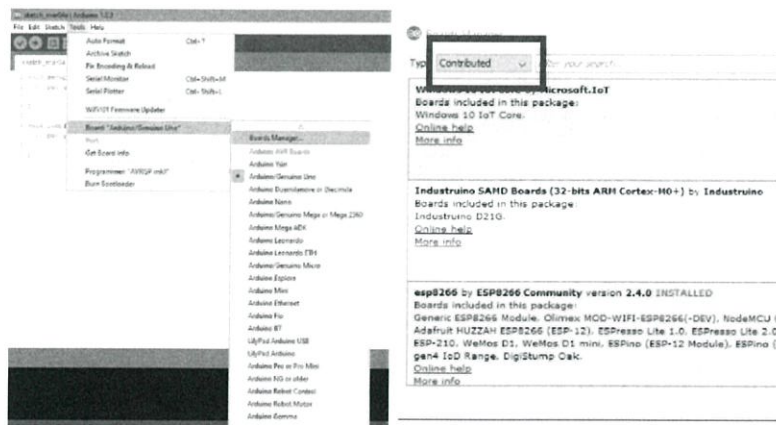 File Edit Sketch Tools Help
Auto Format Ctrl+T
Archive Sketch
Fix Encoding & Reload
Serial Monitor Ctrl+Shift+M
Serial Plotter Ctrl+Shift+L
WiFi101 Firmware Updater
Board "Arduino/Genuino Uno"
Port
Get Board Info
Programmer "AVRISP mkII"
Burn Bootloader
Boards Manager...
Arduino AVR Boards
Arduino Yún
Arduino/Genuino Uno
Arduino Duemilanove or Diecimila
Arduino Nano
Arduino/Genuino Mega or Mega 2560
Arduino Mega ADK
Arduino Leonardo
Arduino Leonardo ETH
Arduino/Genuino Micro
Arduino Esplora
Arduino Mini
Arduino Ethernet
Arduino Fio
Arduino BT
LilyPad Arduino USB
LilyPad Arduino
Arduino Pro or Pro Mini
Arduino NG or older
Arduino Robot Control
Arduino Robot Motor
Arduino Gemma
Boards Manager
Contributed
Microsoft.IoT
Boards included in this package:
Windows 10 IoT Core.
Online help
More info
Industruino SAMD Boards (32-bits ARM Cortex-M0+) by Industruino
Boards included in this package:
Industruino D21G.
Online help
More info
esp8266 by ESP8266 Community version 2.4.0 INSTALLED
Boards included in this package:
Generic ESP8266 Module, Olimex MOD-WIFI-ESP8266(-DEV), NodeMCU
Adafruit HUZZAH ESP8266 (ESP-12), ESPresso Lite 1.0, ESPresso Lite 2.0
ESP-210, WeMos D1, WeMos D1 mini, ESPino (ESP-12 Module), ESPino (
gen4 IoD Range, DigiStump Oak.
Online help
More info